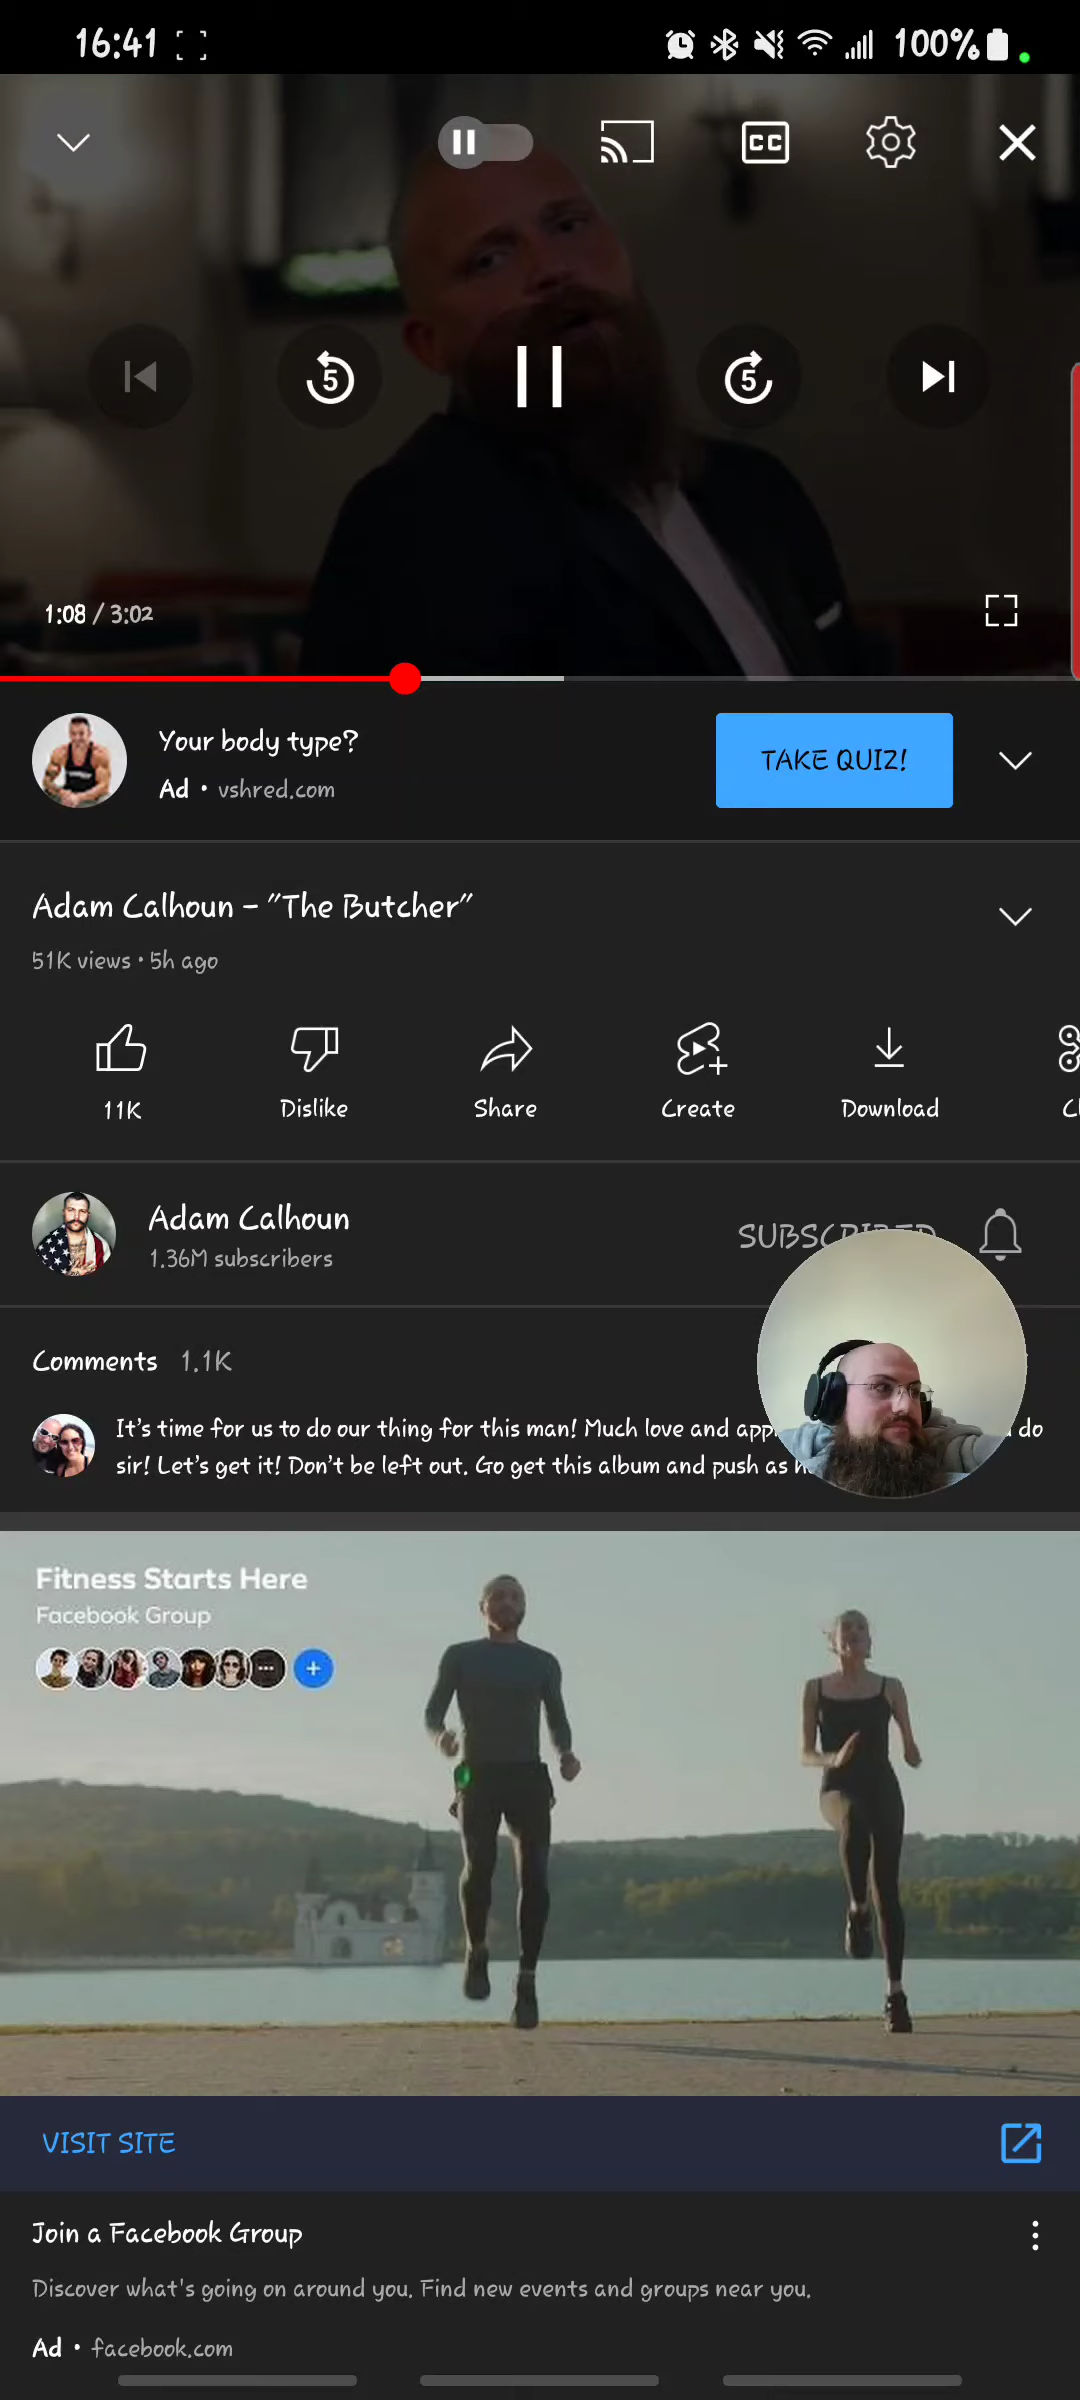 16:41
100%
CC
5
5
1:08 / 3:02
Your body type?
Ad • vshred.com
TAKE QUIZ!
Adam Calhoun - "The Butcher"
51K views • 5h ago
11K
Dislike
Share
Create
Download
Adam Calhoun
1.36M subscribers
SUBSCRIBED
Comments 1.1K
It's time for us to do our thing for this man! Much love and do
sir! Let's get it! Don't be left out. Go get this album and push as
Fitness Starts Here
Facebook Group
VISIT SITE
Join a Facebook Group
Discover what's going on around you. Find new events and groups near you.
Ad • facebook.com